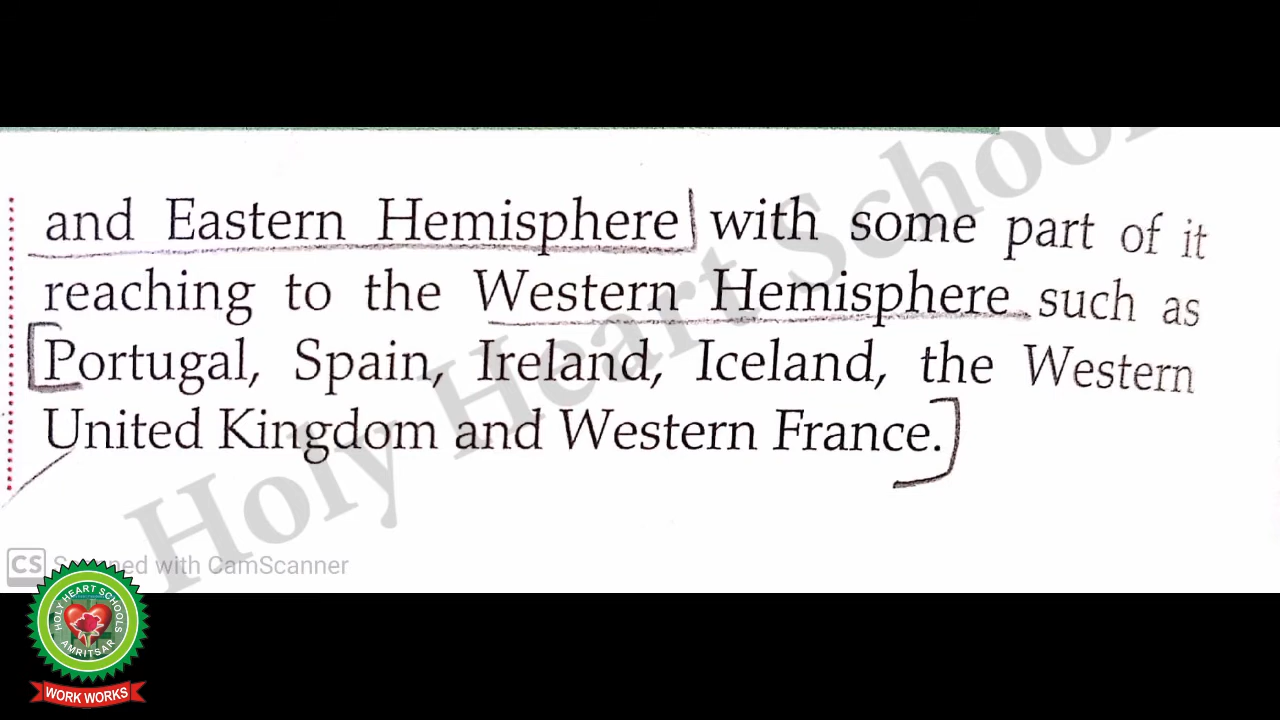 and Eastern Hemisphere with some part of it
reaching to the Western Hemisphere such as
Portugal, Spain, Ireland, Iceland, the Western
United Kingdom and Western France.
Holy Heart School
CS Scanned with CamScanner
HOLY HEART SCHOOLS
AMRITSAR
WORK WORKS